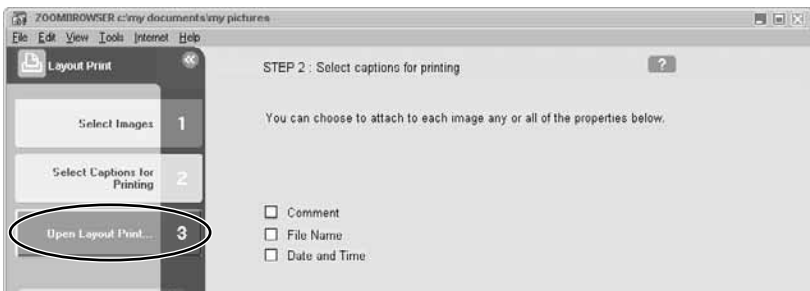 ZOOMBROWSER c:\my documents\my pictures
File Edit View Tools Internet Help
Layout Print «
STEP 2 : Select captions for printing ?
Select Images 1
You can choose to attach to each image any or all of the properties below.
Select Captions for
Printing 2
Comment
Open Layout Print... 3
File Name
Date and Time